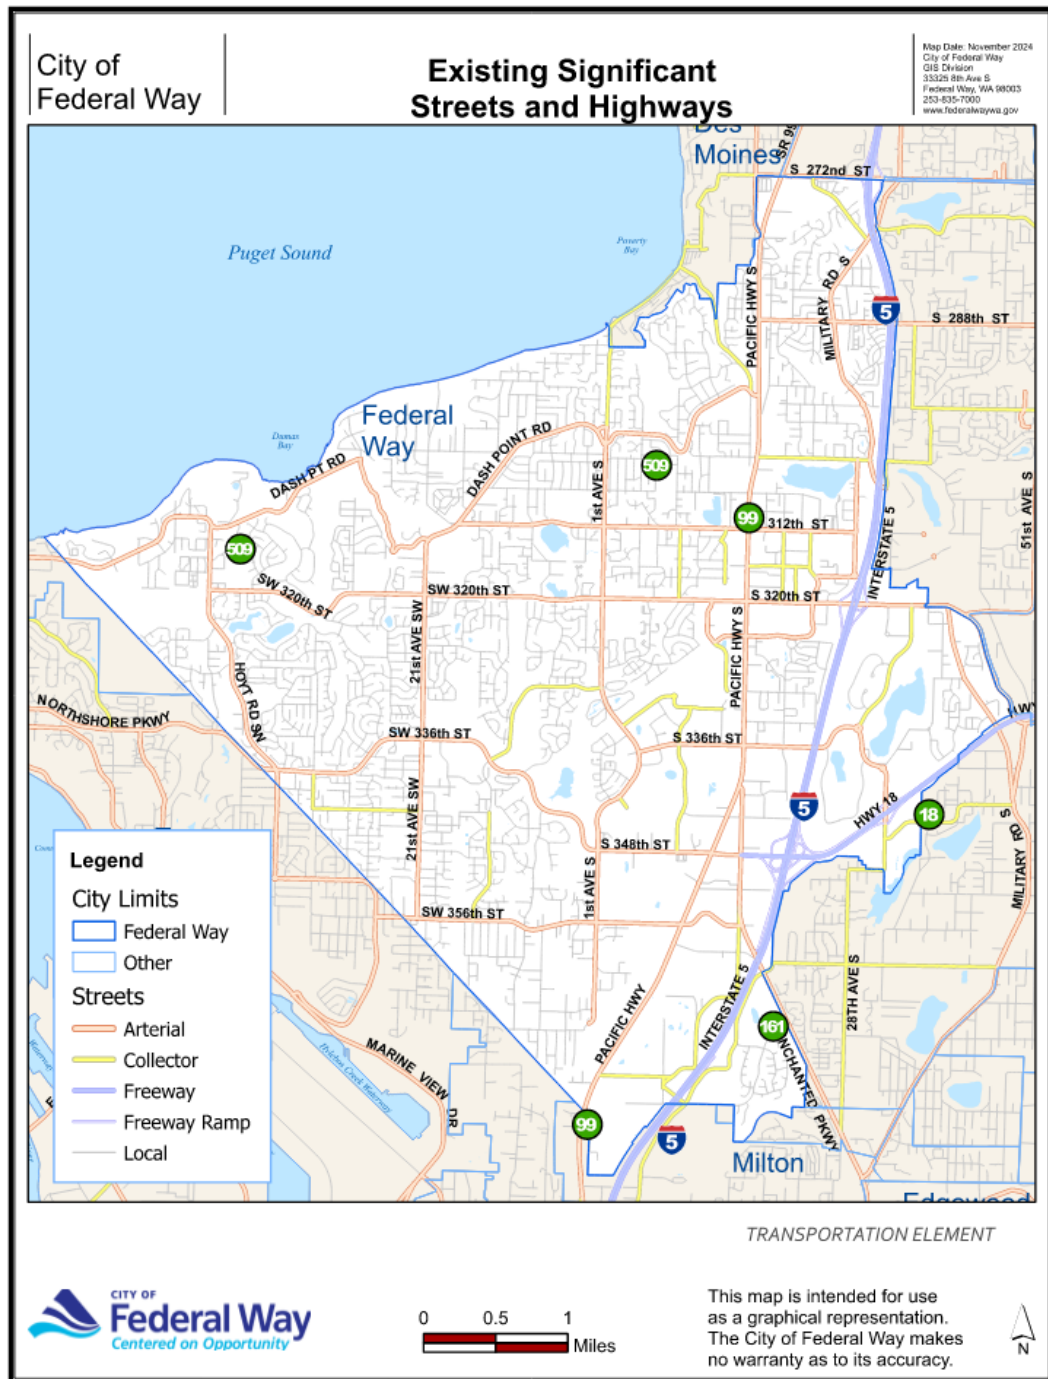 City of
Federal Way
Existing Significant
Streets and Highways
Map Date: November 2024
City of Federal Way
GIS Division
33325 8th Ave S
Federal Way, WA 98003
253-835-7000
www.federalwaywa.gov
Des
Moines
SR 99
S 272nd ST
Puget Sound
Poverty
Bay
PACIFIC HWY S
MILITARY RD S
5
S 288th ST
Federal
Way
Dumas
Bay
DASH PT RD
DASH POINT RD
509
1st AVE S
99
312th ST
51st AVE S
509
INTERSTATE 5
SW 320th ST
SW 320th ST
S 320th ST
21st AVE SW
PACIFIC HWY S
HOYT RD SW
NORTHSHORE PKWY
SW 336th ST
S 336th ST
HWY
21st AVE SW
5
HWY 18
18
MILITARY RD S
S 348th ST
1st AVE S
SW 356th ST
28TH AVE S
INTERSTATE 5
PACIFIC HWY
161
NCHANTED PKWY
Hylebos Creek Waterway
MARINE VIEW DR
99
5
Milton
Edgewood
Legend
City Limits
Federal Way
Other
Streets
Arterial
Collector
Freeway
Freeway Ramp
Local
TRANSPORTATION ELEMENT
CITY OF
Federal Way
Centered on Opportunity
0 0.5 1
Miles
This map is intended for use
as a graphical representation.
The City of Federal Way makes
no warranty as to its accuracy.
N